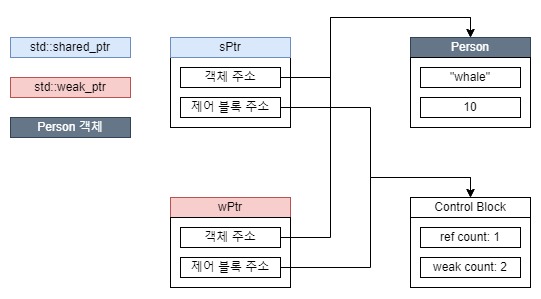 std::shared_ptr
std::weak_ptr
Person 객체
sPtr
객체 주소
제어 블록 주소
wPtr
객체 주소
제어 블록 주소
Person
"whale"
10
Control Block
ref count: 1
weak count: 2